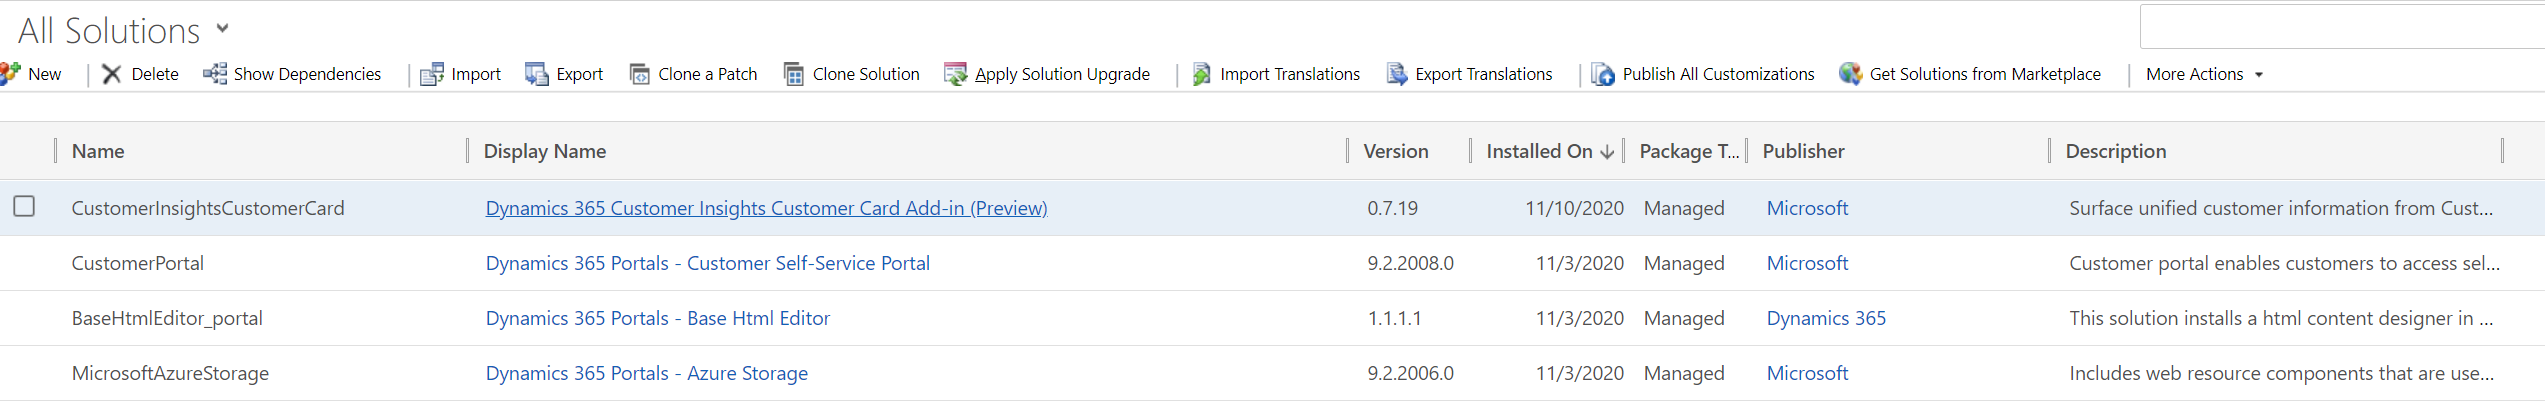 All Solutions
New Delete Show Dependencies Import Export Clone a Patch Clone Solution Apply Solution Upgrade Import Translations Export Translations Publish All Customizations Get Solutions from Marketplace More Actions
Name Display Name Version Installed On Package T... Publisher Description
CustomerInsightsCustomerCard Dynamics 365 Customer Insights Customer Card Add-in (Preview) 0.7.19 11/10/2020 Managed Microsoft Surface unified customer information from Cust...
CustomerPortal Dynamics 365 Portals - Customer Self-Service Portal 9.2.2008.0 11/3/2020 Managed Microsoft Customer portal enables customers to access sel...
BaseHtmlEditor_portal Dynamics 365 Portals - Base Html Editor 1.1.1.1 11/3/2020 Managed Dynamics 365 This solution installs a html content designer in ...
MicrosoftAzureStorage Dynamics 365 Portals - Azure Storage 9.2.2006.0 11/3/2020 Managed Microsoft Includes web resource components that are use...